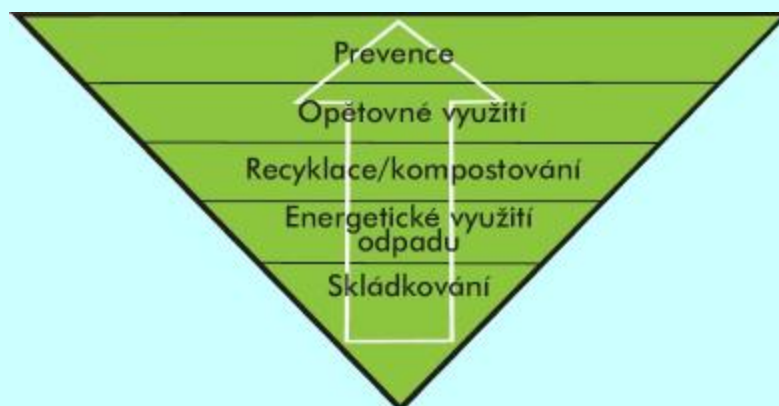 Prevence
Opětovné využití
Recyklace/kompostování
Energetické využití
odpadu
Skládkování